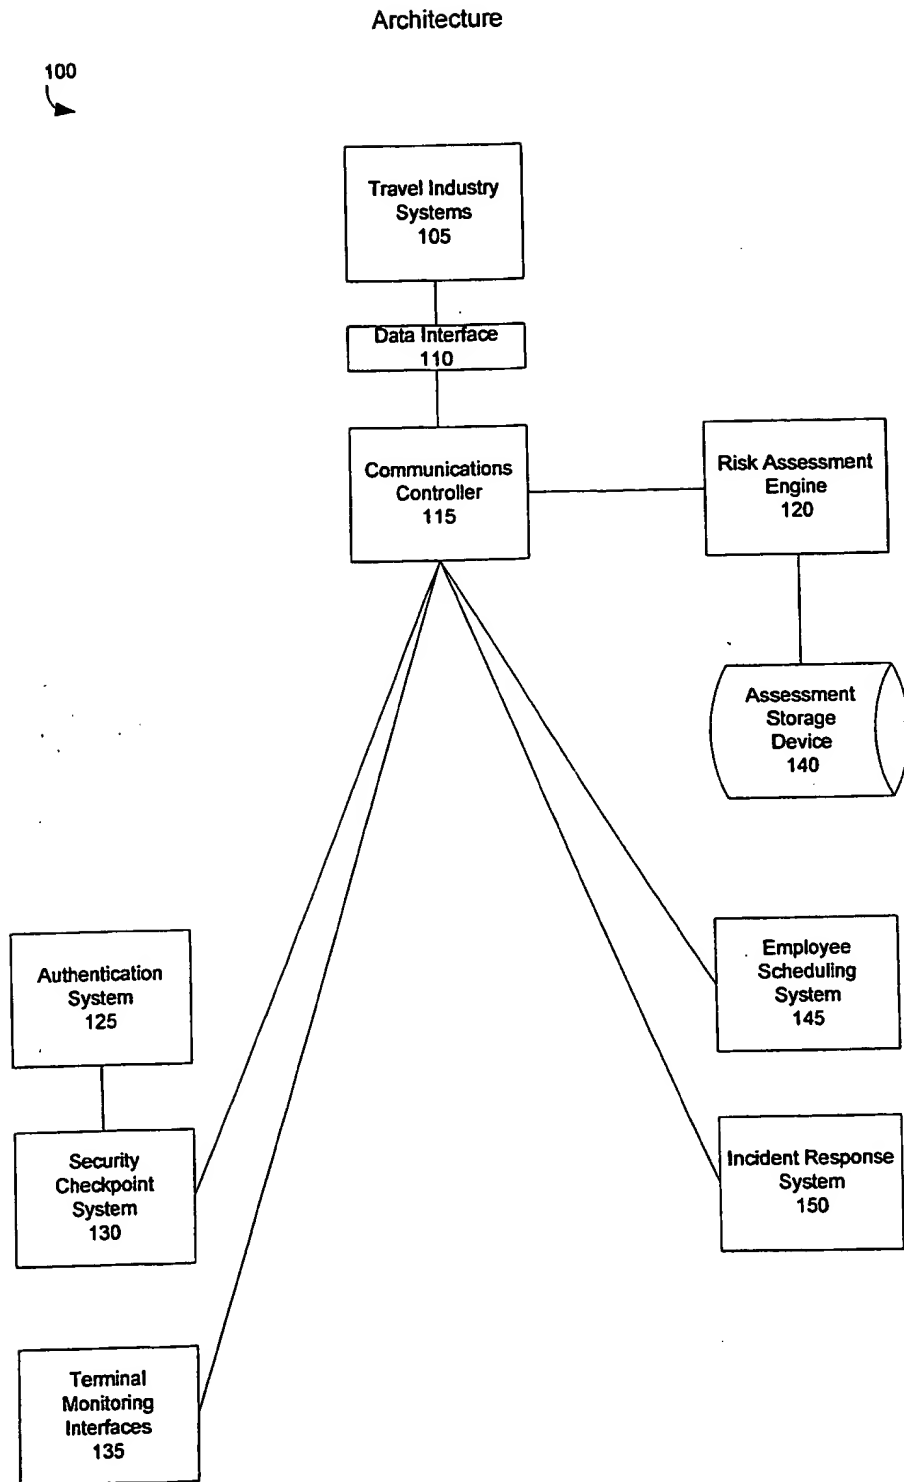 Architecture
100
Travel Industry
Systems
105
Data Interface
110
Communications
Controller
115
Risk Assessment
Engine
120
Assessment
Storage
Device
140
Authentication
System
125
Employee
Scheduling
System
145
Security
Checkpoint
System
130
Incident Response
System
150
Terminal
Monitoring
Interfaces
135